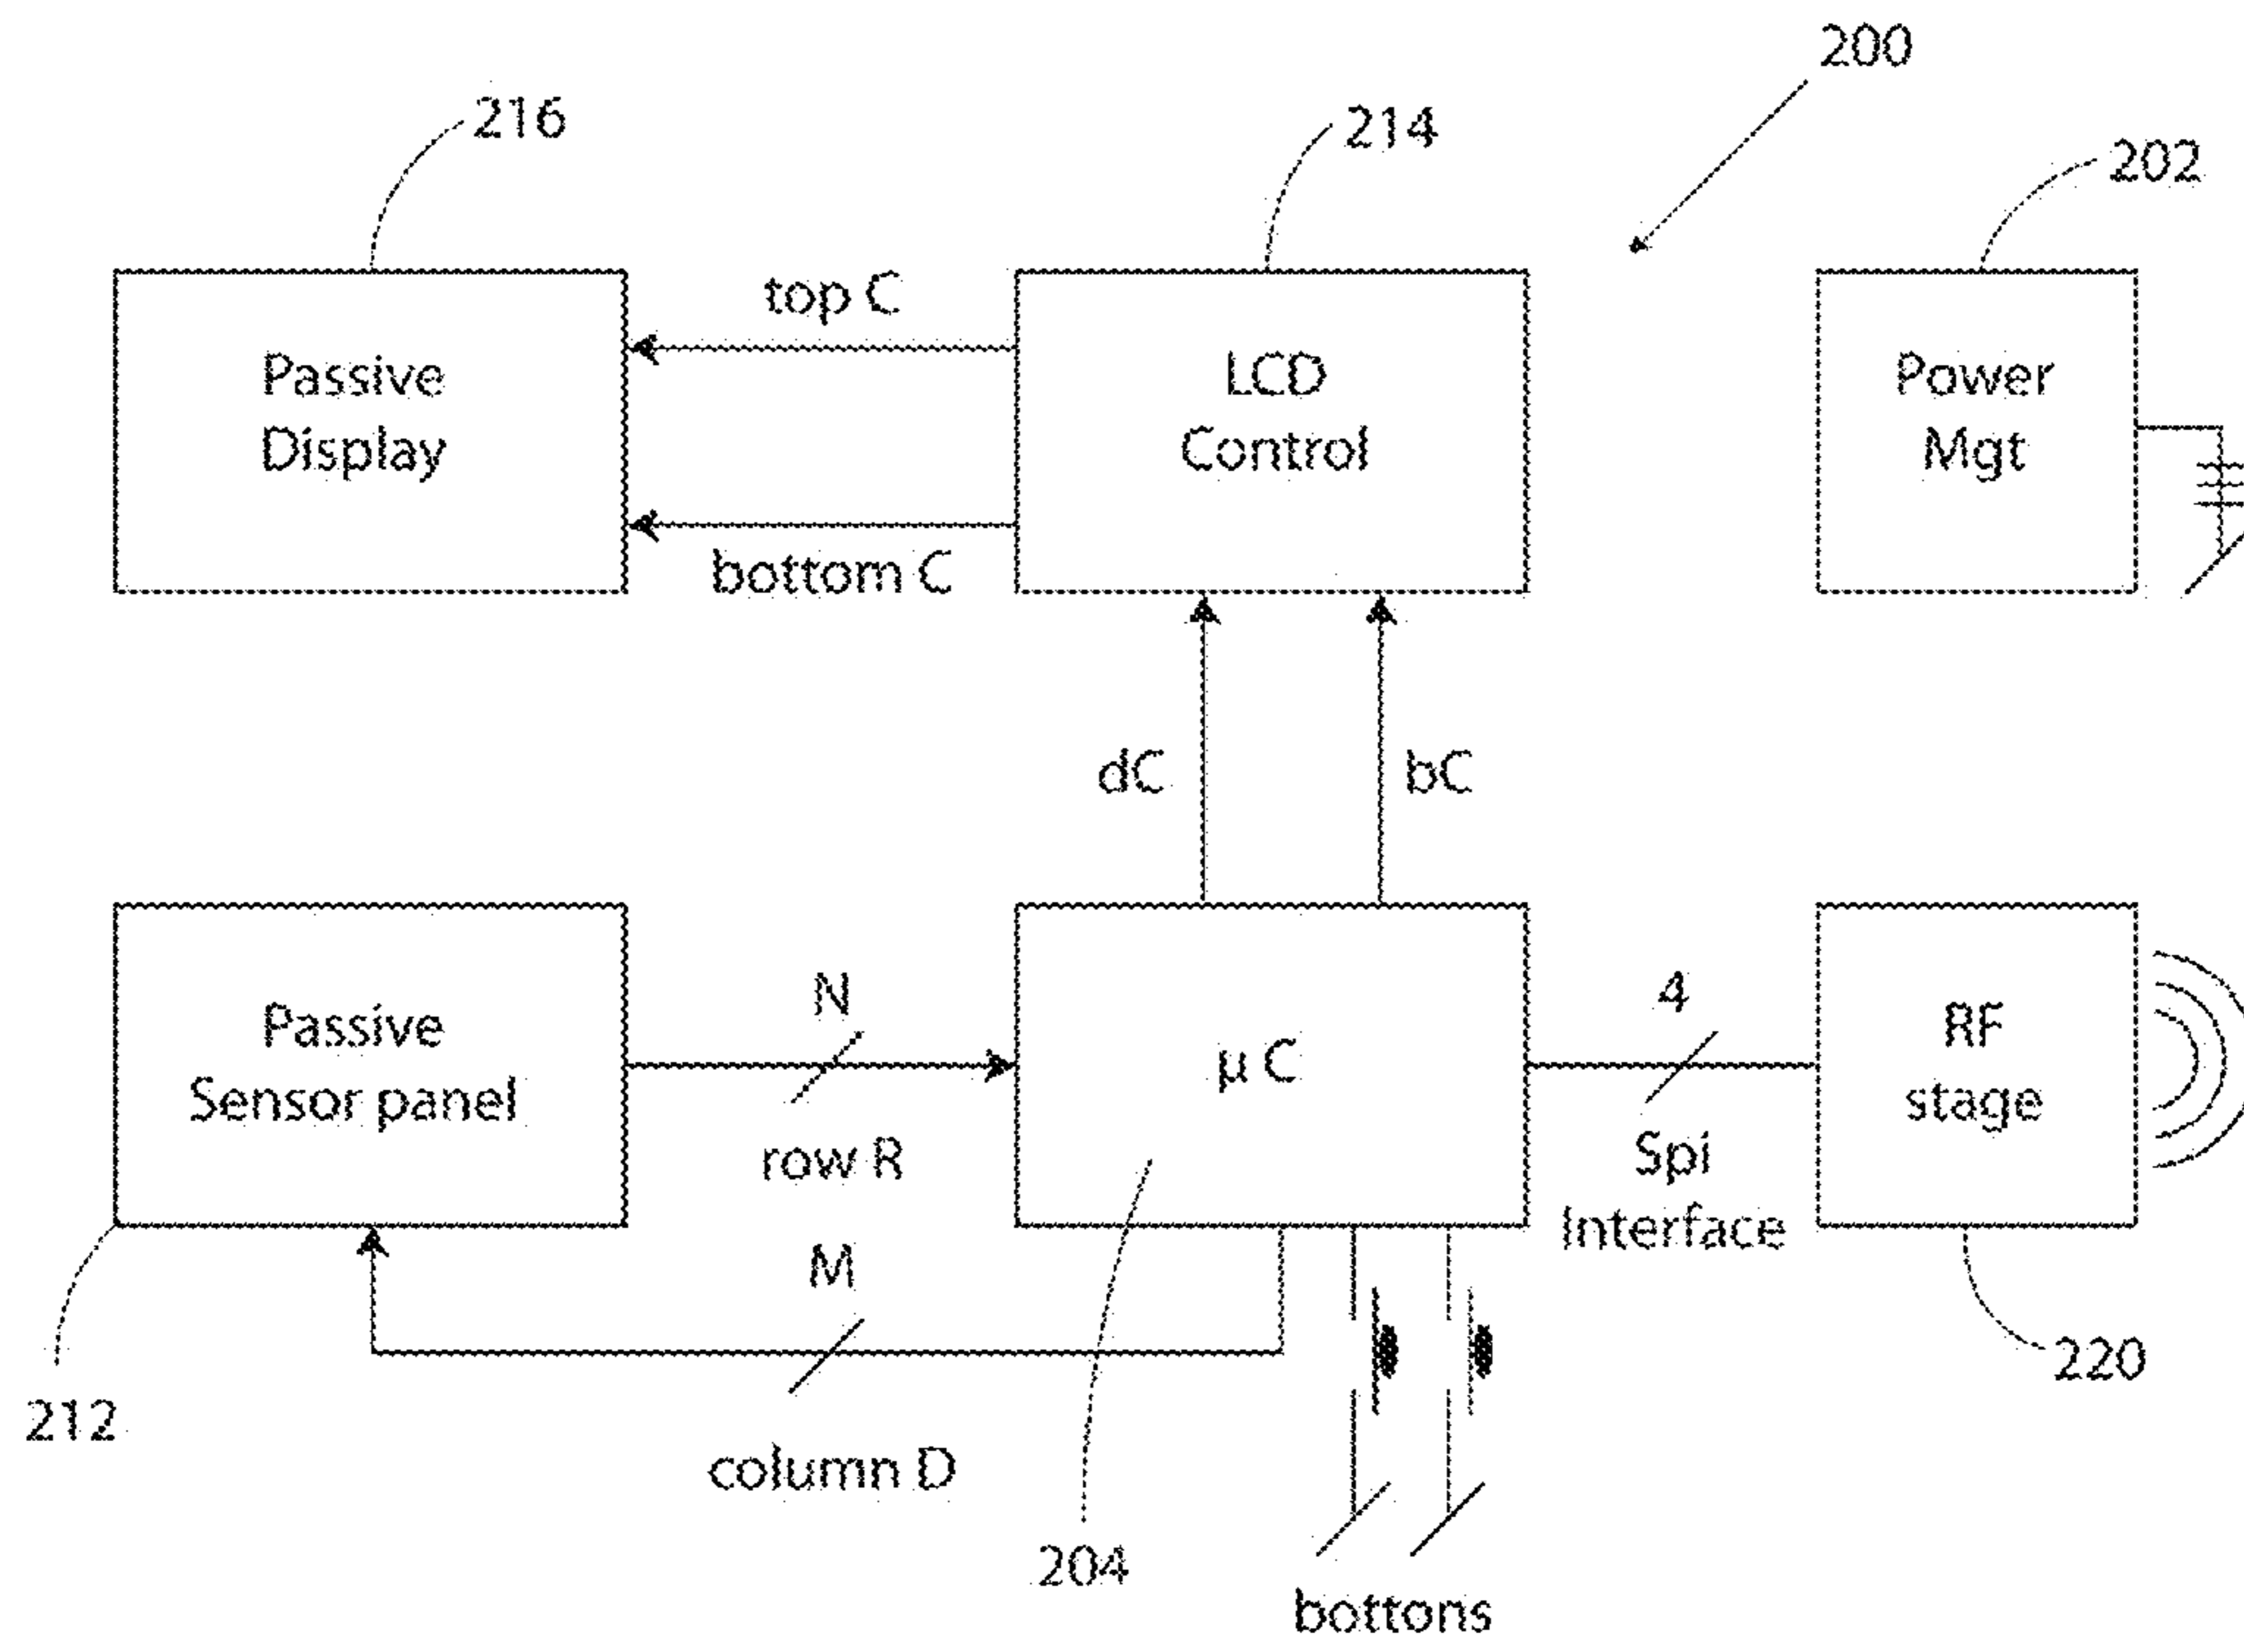 200
216
214
202
top C
Passive
Display
LCD
Control
Power
Mgt
bottom C
dC
bC
N
4
Passive
Sensor panel
µ C
RF
stage
row R
Spi
Interface
M
212
220
column D
204
bottons